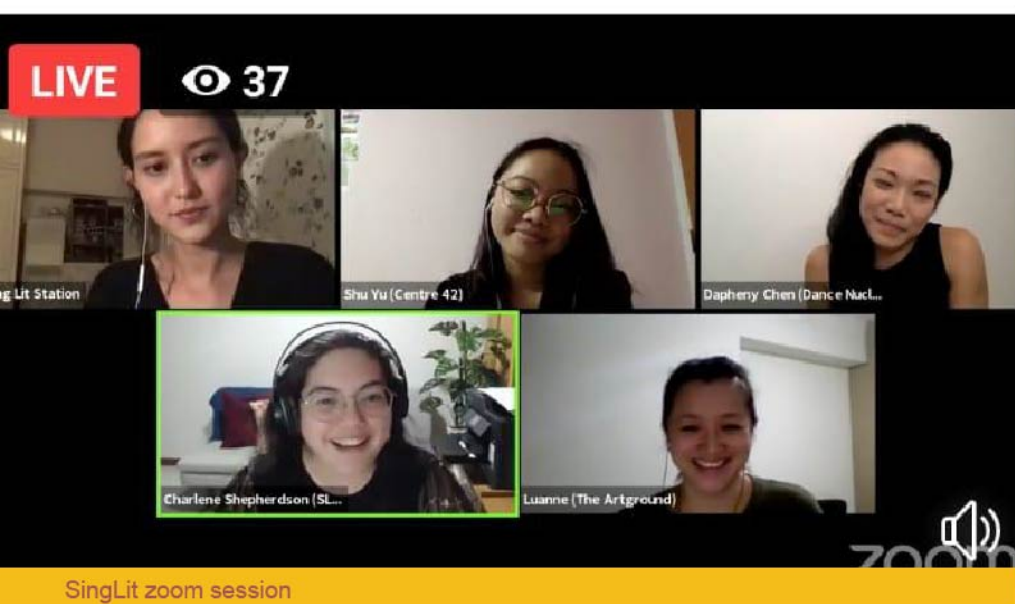 LIVE 37
g Lit Station
Shu Yu (Centre 42)
Dapheny Chen (Dance Nucl...
Charlene Shepherdson (SL...
Luanne (The Artground)
zoom
SingLit zoom session